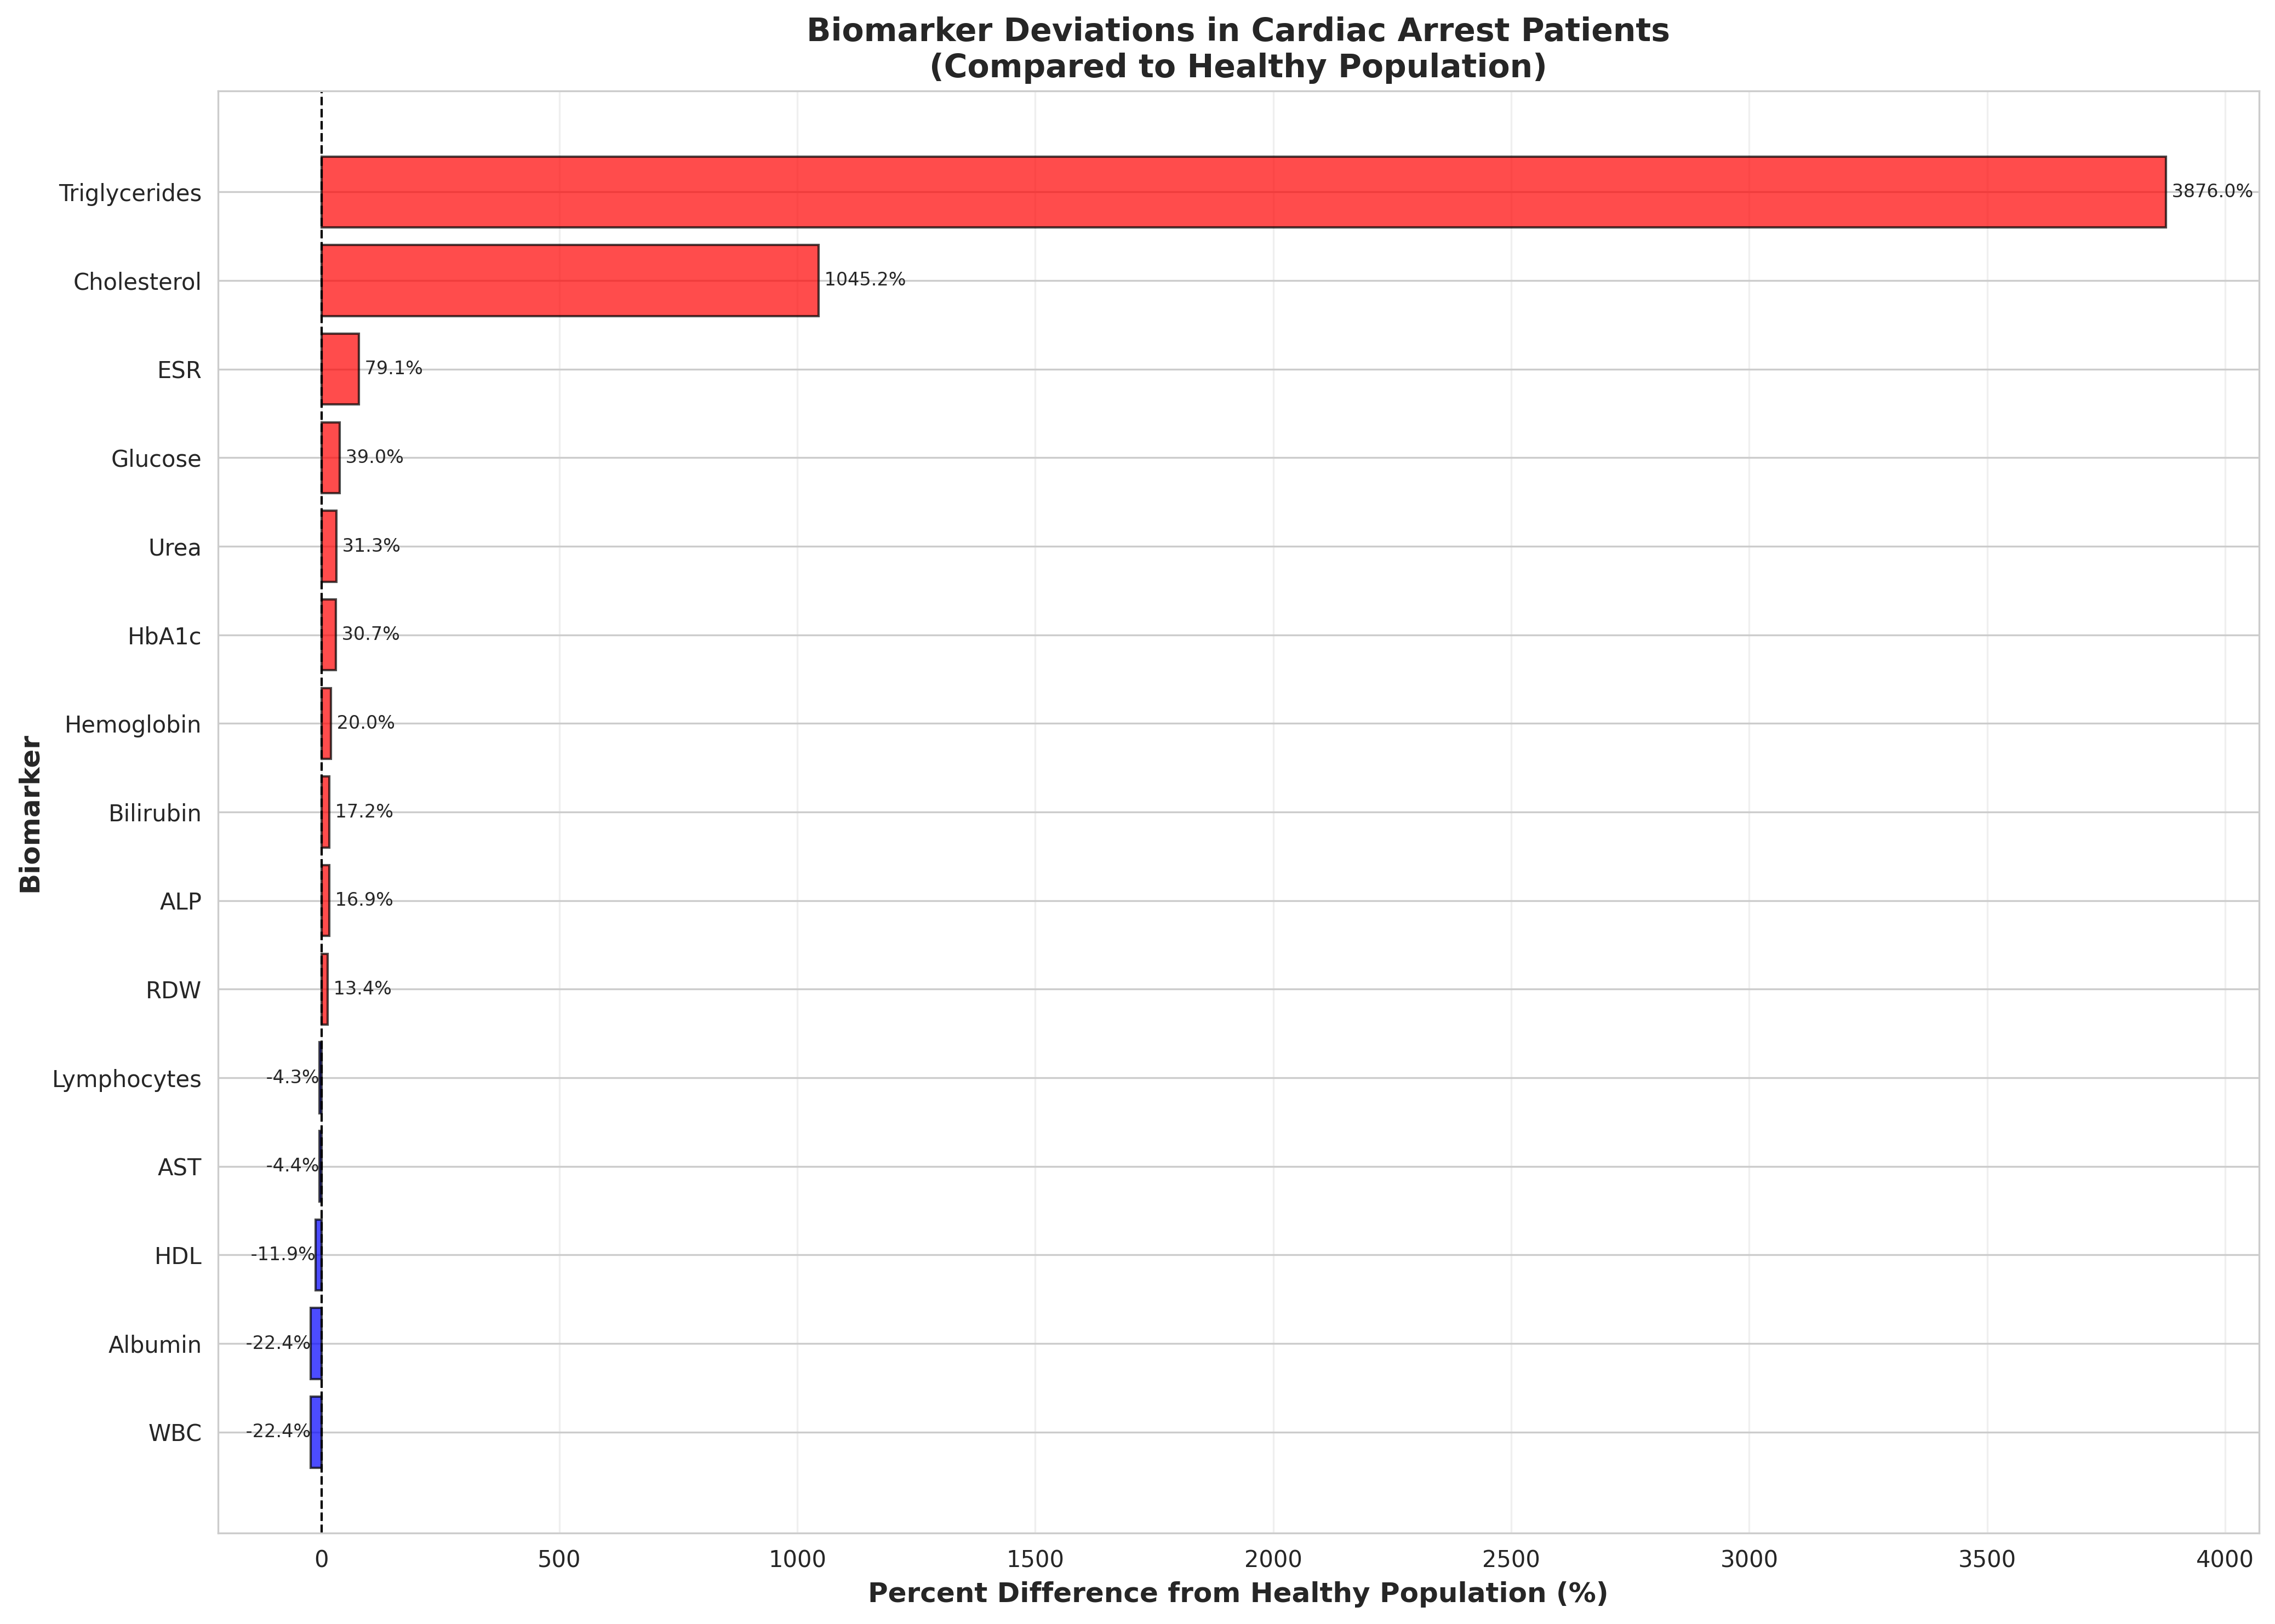 Biomarker Deviations in Cardiac Arrest Patients
(Compared to Healthy Population)
Triglycerides 3876.0%
Cholesterol 1045.2%
ESR 79.1%
Glucose 39.0%
Urea 31.3%
HbA1c 30.7%
Hemoglobin 20.0%
Bilirubin 17.2%
ALP 16.9%
RDW 13.4%
Lymphocytes -4.3%
AST -4.4%
HDL -11.9%
Albumin -22.4%
WBC -22.4%
Biomarker
0 500 1000 1500 2000 2500 3000 3500 4000
Percent Difference from Healthy Population (%)